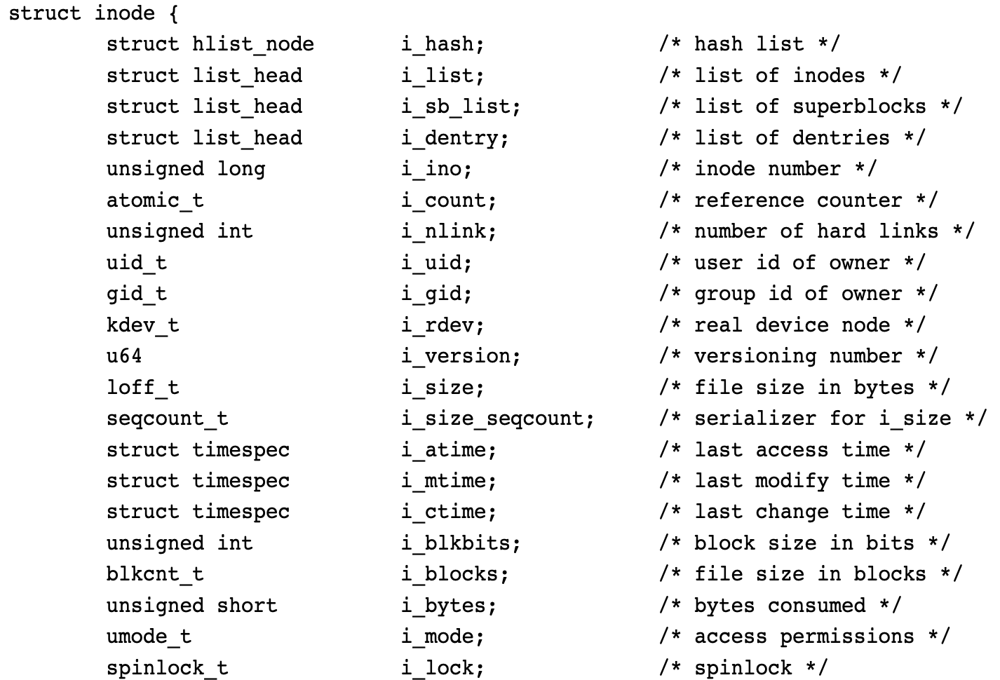 struct inode {
        struct hlist_node       i_hash;              /* hash list */
        struct list_head        i_list;              /* list of inodes */
        struct list_head        i_sb_list;           /* list of superblocks */
        struct list_head        i_dentry;            /* list of dentries */
        unsigned long           i_ino;               /* inode number */
        atomic_t                i_count;             /* reference counter */
        unsigned int            i_nlink;             /* number of hard links */
        uid_t                   i_uid;               /* user id of owner */
        gid_t                   i_gid;               /* group id of owner */
        kdev_t                  i_rdev;              /* real device node */
        u64                     i_version;           /* versioning number */
        loff_t                  i_size;              /* file size in bytes */
        seqcount_t              i_size_seqcount;     /* serializer for i_size */
        struct timespec         i_atime;             /* last access time */
        struct timespec         i_mtime;             /* last modify time */
        struct timespec         i_ctime;             /* last change time */
        unsigned int            i_blkbits;           /* block size in bits */
        blkcnt_t                i_blocks;            /* file size in blocks */
        unsigned short          i_bytes;             /* bytes consumed */
        umode_t                 i_mode;              /* access permissions */
        spinlock_t              i_lock;              /* spinlock */